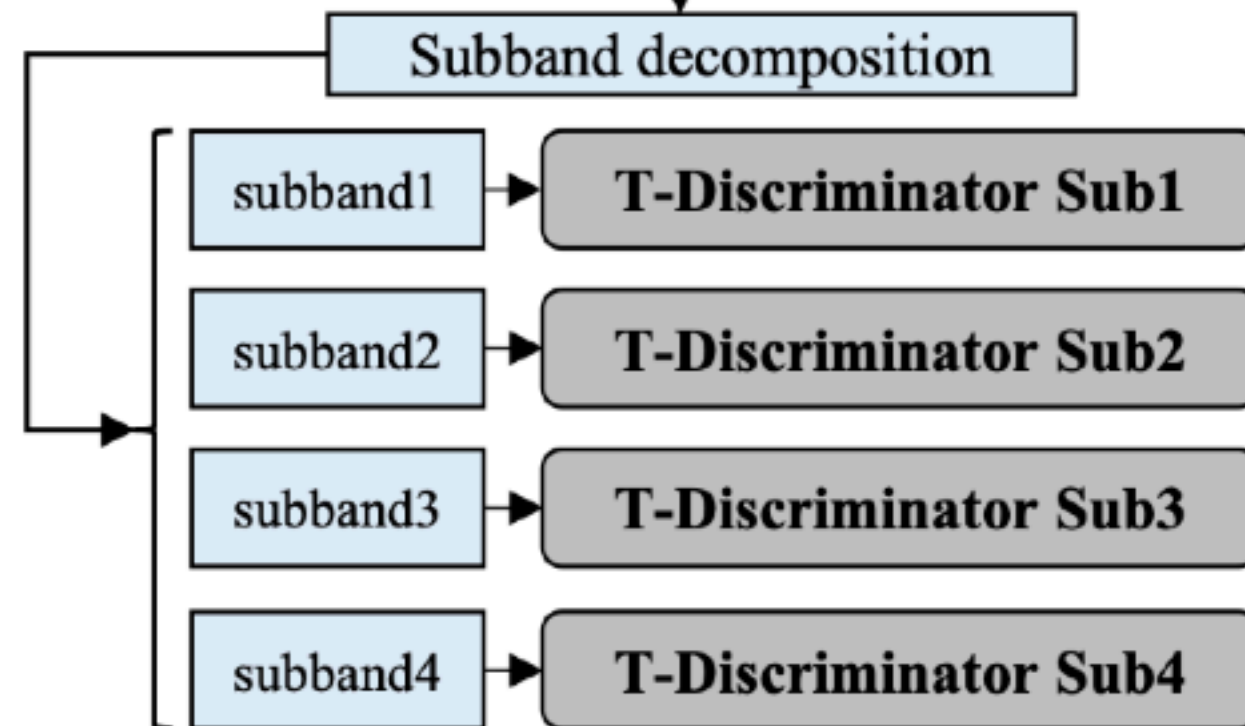 Subband decomposition
subband1
T-Discriminator Sub1
subband2
T-Discriminator Sub2
subband3
T-Discriminator Sub3
subband4
T-Discriminator Sub4